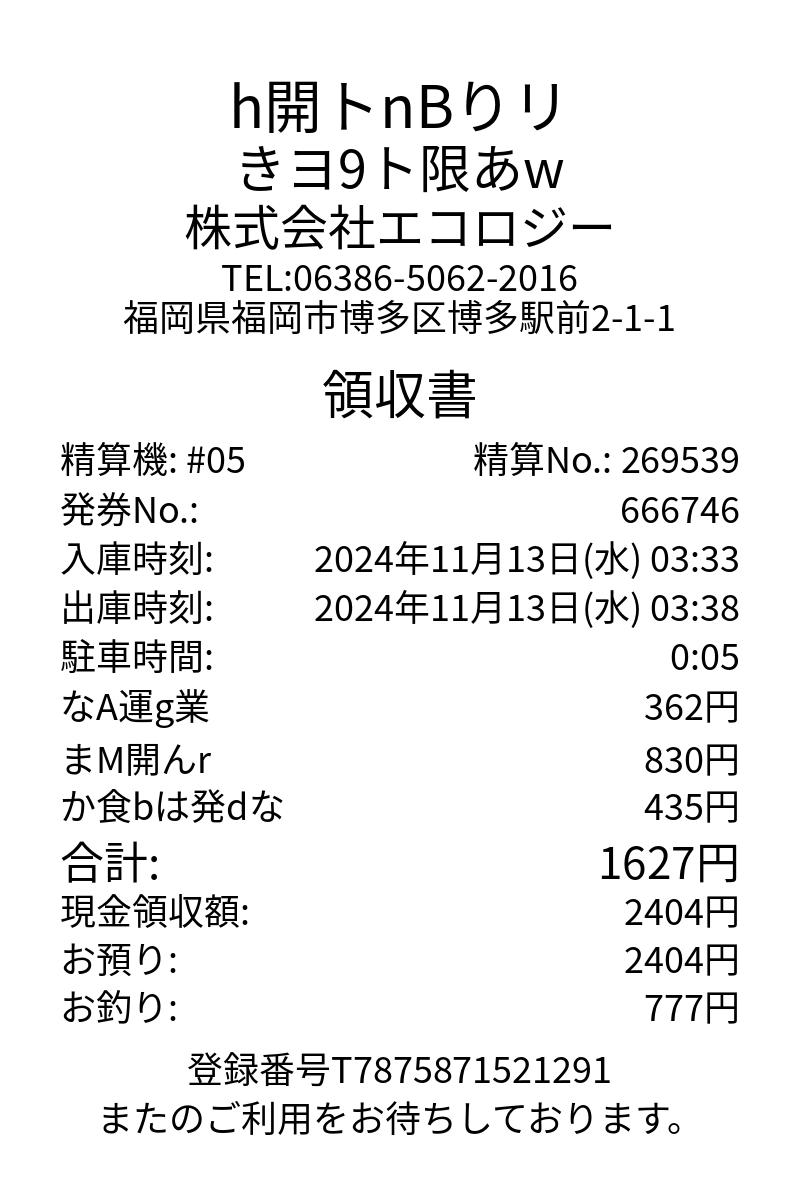 h開トnBりリ
きヨ9ト限あw
株式会社エコロジー
TEL:06386-5062-2016
福岡県福岡市博多区博多駅前2-1-1
領収書
精算機: #05 精算No.: 269539
発券No.: 666746
入庫時刻: 2024年11月13日(水) 03:33
出庫時刻: 2024年11月13日(水) 03:38
駐車時間: 0:05
なA運g業 362円
まM開んr 830円
か食bは発dな 435円
合計: 1627円
現金領収額: 2404円
お預り: 2404円
お釣り: 777円
登録番号T7875871521291
またのご利用をお待ちしております。